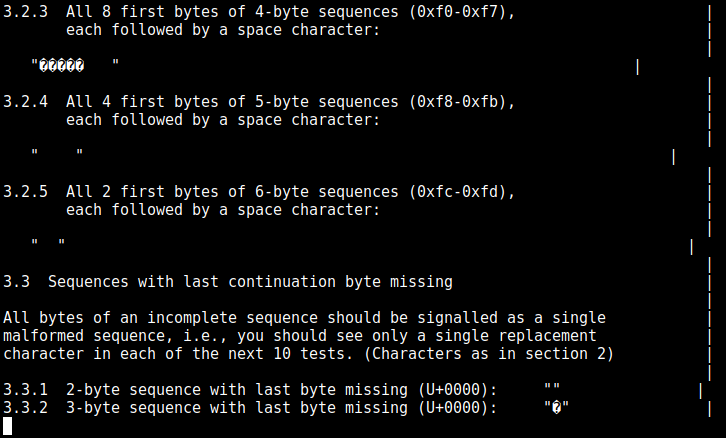 3.2.3  All 8 first bytes of 4-byte sequences (0xf0-0xf7),                     |
       each followed by a space character:                                    |
                                                                              |
   "�����   "                                                         |
                                                                              |
3.2.4  All 4 first bytes of 5-byte sequences (0xf8-0xfb),                     |
       each followed by a space character:                                    |
                                                                              |
   "    "                                                                 |
                                                                              |
3.2.5  All 2 first bytes of 6-byte sequences (0xfc-0xfd),                     |
       each followed by a space character:                                    |
                                                                              |
   "  "                                                                     |
                                                                              |
3.3  Sequences with last continuation byte missing                            |
                                                                              |
All bytes of an incomplete sequence should be signalled as a single           |
malformed sequence, i.e., you should see only a single replacement            |
character in each of the next 10 tests. (Characters as in section 2)          |
                                                                              |
3.3.1  2-byte sequence with last byte missing (U+0000):     ""               |
3.3.2  3-byte sequence with last byte missing (U+0000):     "�"               |